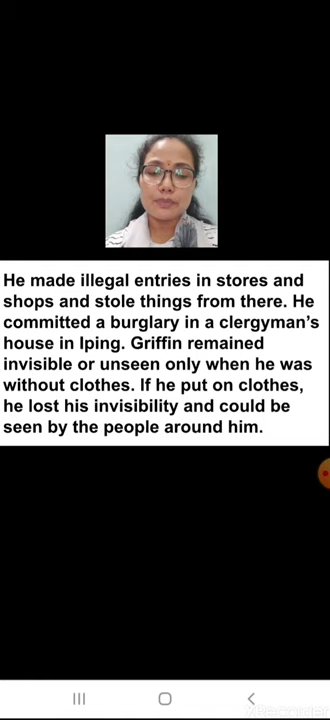 He made illegal entries in stores and
shops and stole things from there. He
committed a burglary in a clergyman’s
house in Iping. Griffin remained
invisible or unseen only when he was
without clothes. If he put on clothes,
he lost his invisibility and could be
seen by the people around him.